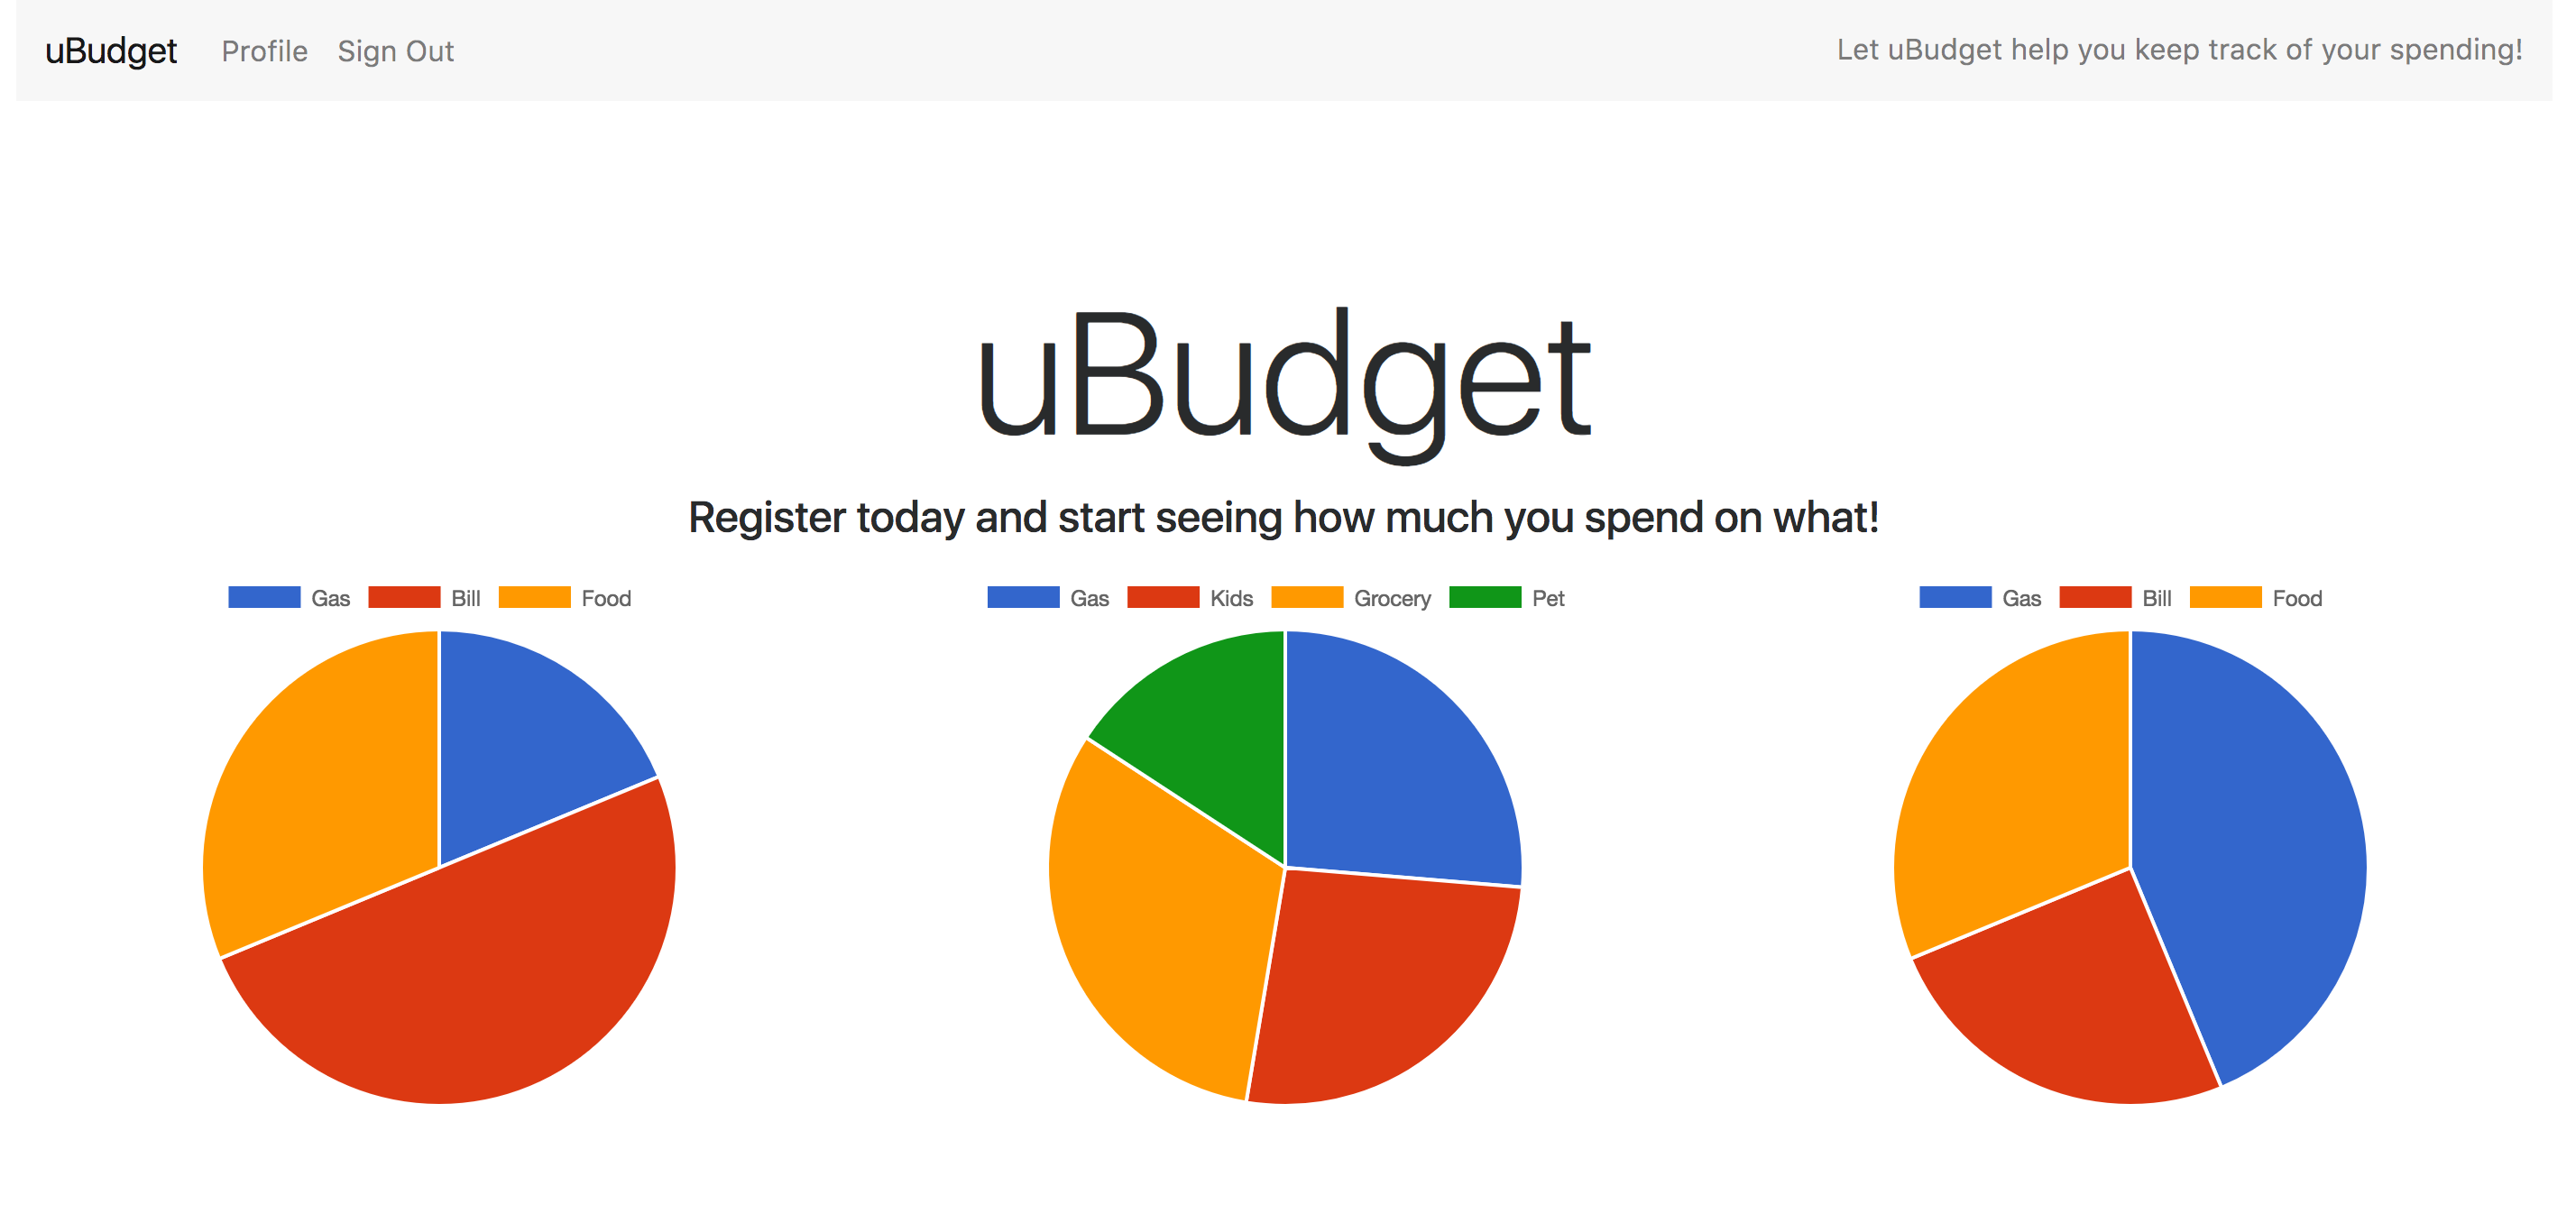 uBudget Profile Sign Out Let uBudget help you keep track of your spending!
uBudget
Register today and start seeing how much you spend on what!
Gas Bill Food
Gas Kids Grocery Pet
Gas Bill Food